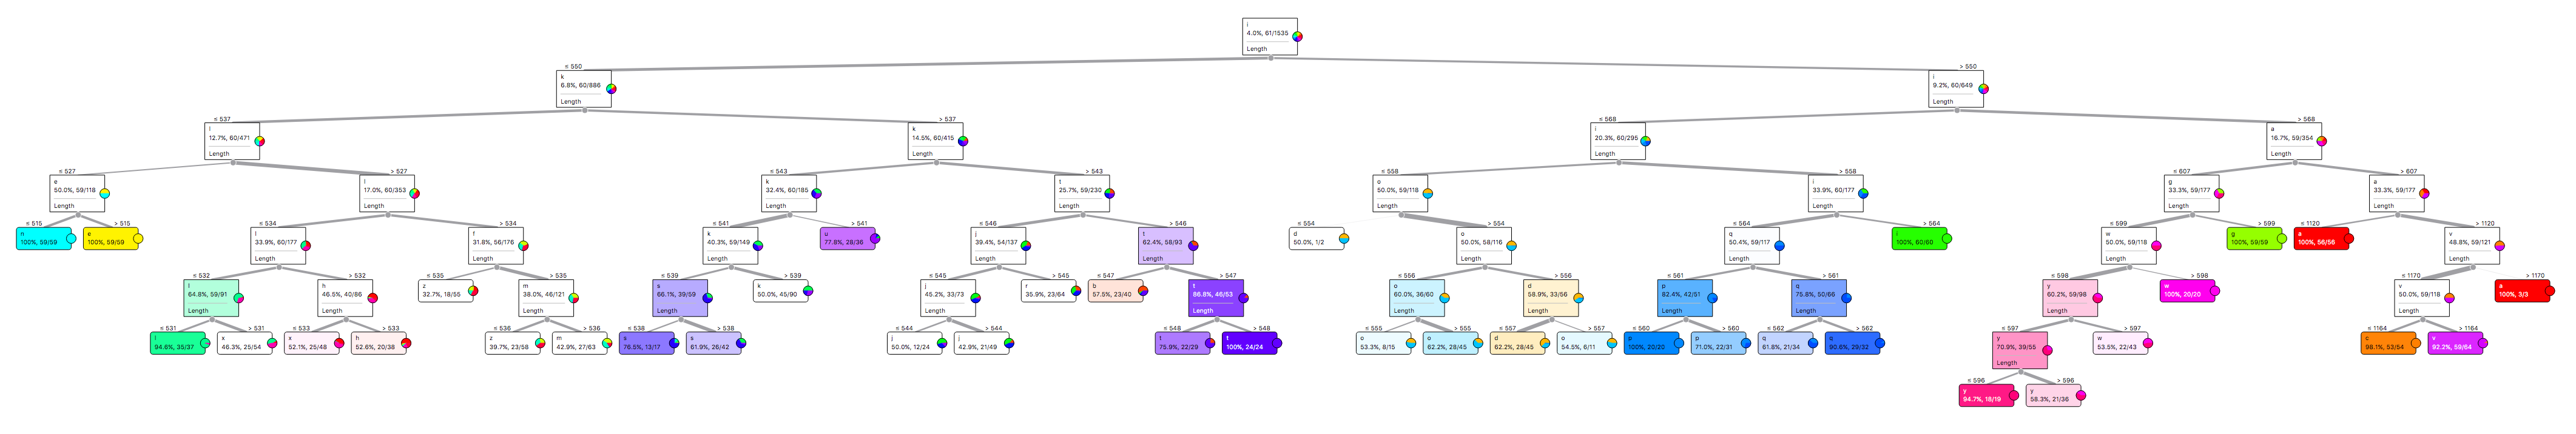 i
4.0%, 61/1535
Length
≤ 550
> 550
k
6.8%, 60/886
Length
i
9.2%, 60/649
Length
≤ 537
> 537
≤ 568
> 568
l
12.7%, 60/471
Length
k
14.5%, 60/415
Length
i
20.3%, 60/295
Length
a
16.7%, 59/354
Length
≤ 527
> 527
≤ 543
> 543
≤ 558
> 558
≤ 607
> 607
e
50.0%, 59/118
Length
l
17.0%, 60/353
Length
k
32.4%, 60/185
Length
t
25.7%, 59/230
Length
o
50.0%, 59/118
Length
i
33.9%, 60/177
Length
g
33.3%, 59/177
Length
a
33.3%, 59/177
Length
≤ 515
> 515
≤ 534
> 534
≤ 541
> 541
≤ 546
> 546
≤ 554
> 554
≤ 564
> 564
≤ 599
> 599
≤ 1120
> 1120
n
100%, 59/59
e
100%, 59/59
l
33.9%, 60/177
Length
f
31.8%, 56/176
Length
k
40.3%, 59/149
Length
u
77.8%, 28/36
j
39.4%, 54/137
Length
t
62.4%, 58/93
Length
d
50.0%, 1/2
o
50.0%, 58/116
Length
q
50.4%, 59/117
Length
i
100%, 60/60
w
50.0%, 59/118
Length
g
100%, 59/59
a
100%, 56/56
v
48.8%, 59/121
Length
≤ 532
> 532
≤ 535
> 535
≤ 539
> 539
≤ 545
> 545
≤ 547
> 547
≤ 556
> 556
≤ 561
> 561
≤ 598
> 598
≤ 1170
> 1170
l
64.8%, 59/91
Length
h
46.5%, 40/86
Length
z
32.7%, 18/55
m
38.0%, 46/121
Length
s
66.1%, 39/59
Length
k
50.0%, 45/90
j
45.2%, 33/73
Length
r
35.9%, 23/64
b
57.5%, 23/40
t
86.8%, 46/53
Length
o
60.0%, 36/60
Length
d
58.9%, 33/56
Length
p
82.4%, 42/51
Length
q
75.8%, 50/66
Length
y
60.2%, 59/98
Length
w
100%, 20/20
v
50.0%, 59/118
Length
a
100%, 3/3
≤ 531
> 531
≤ 533
> 533
≤ 536
> 536
≤ 538
> 538
≤ 544
> 544
≤ 548
> 548
≤ 555
> 555
≤ 557
> 557
≤ 560
> 560
≤ 562
> 562
≤ 597
> 597
≤ 1164
> 1164
l
94.6%, 35/37
x
46.3%, 25/54
x
52.1%, 25/48
h
52.6%, 20/38
z
39.7%, 23/58
m
42.9%, 27/63
s
76.5%, 13/17
s
61.9%, 26/42
j
50.0%, 12/24
j
42.9%, 21/49
t
75.9%, 22/29
t
100%, 24/24
o
53.3%, 8/15
o
62.2%, 28/45
d
62.2%, 28/45
o
54.5%, 6/11
p
100%, 20/20
p
71.0%, 22/31
q
61.8%, 21/34
q
90.6%, 29/32
y
70.9%, 39/55
Length
w
53.5%, 22/43
c
98.1%, 53/54
v
92.2%, 59/64
≤ 596
> 596
y
94.7%, 18/19
y
58.3%, 21/36